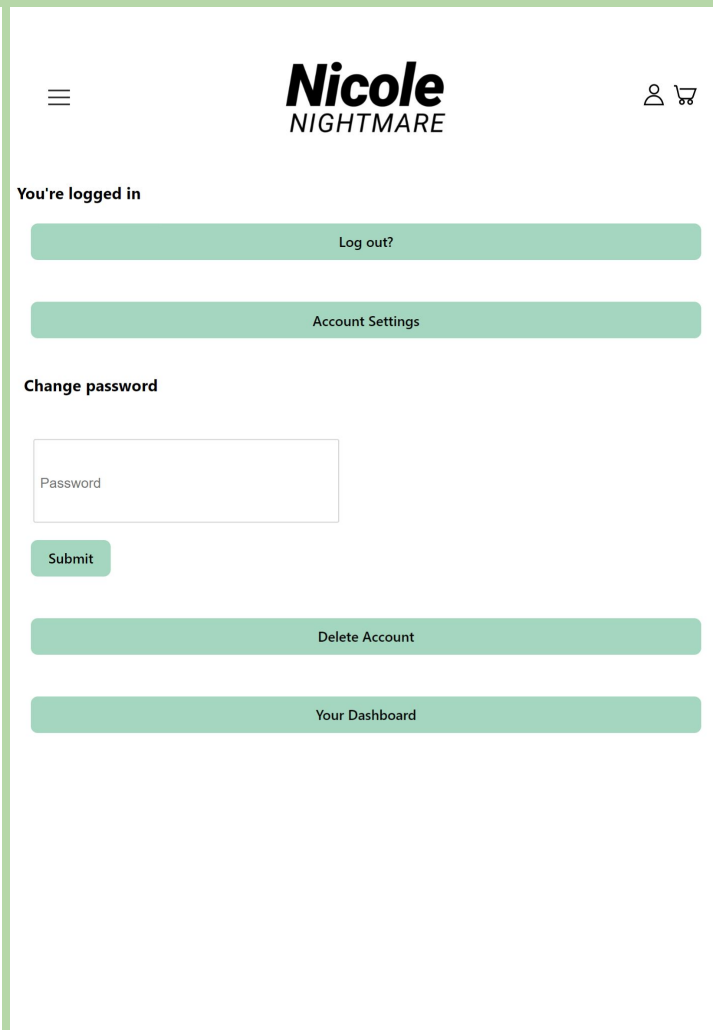 Nicole
NIGHTMARE
You're logged in
Log out?
Account Settings
Change password
Password
Submit
Delete Account
Your Dashboard